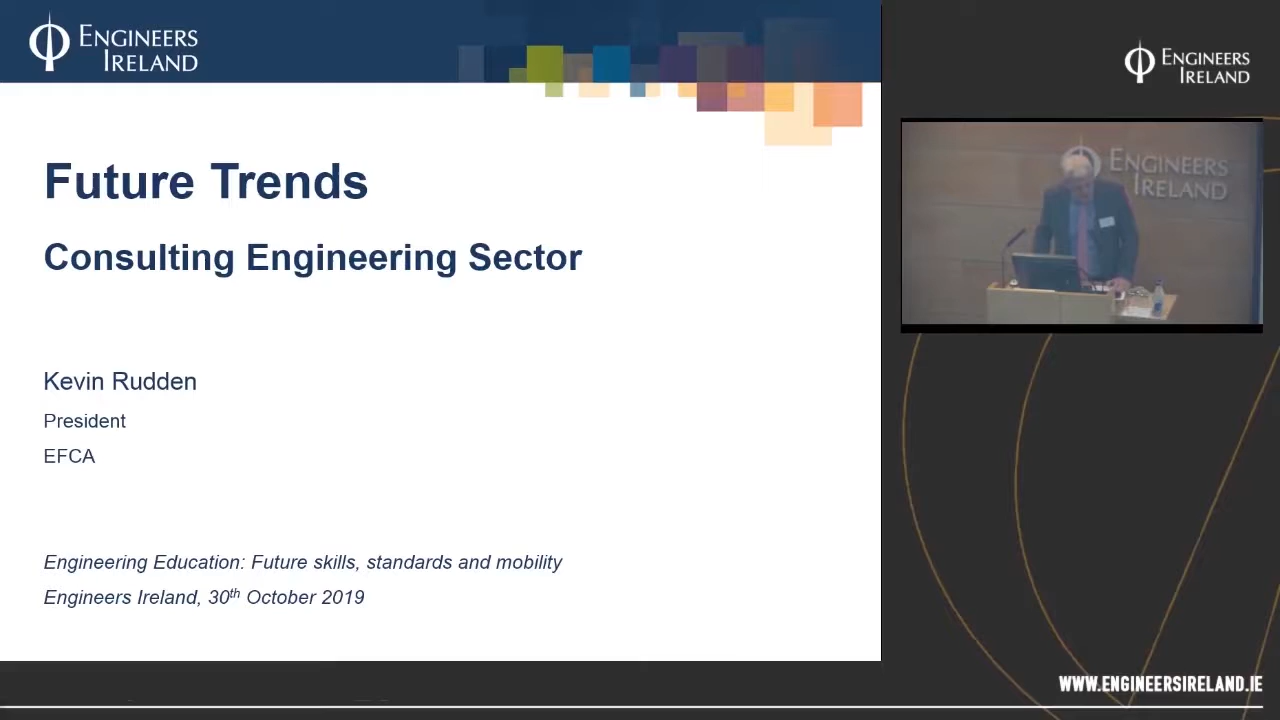 ENGINEERS
IRELAND
Future Trends
Consulting Engineering Sector
Kevin Rudden
President
EFCA
Engineering Education: Future skills, standards and mobility
Engineers Ireland, 30th October 2019
ENGINEERS
IRELAND
ENGINEERS
IRELAND
WWW.ENGINEERSIRELAND.IE